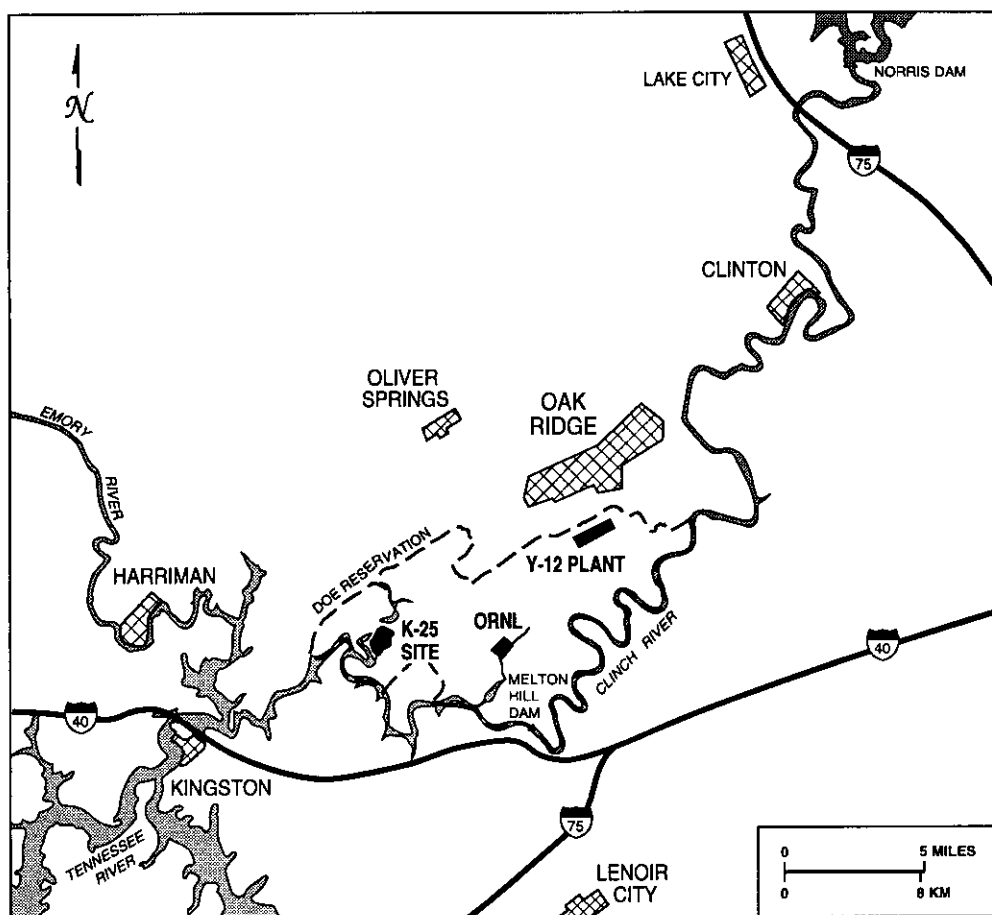 N
LAKE CITY
NORRIS DAM
75
CLINTON
OLIVER
SPRINGS
OAK
RIDGE
EMORY
RIVER
DOE RESERVATION
Y-12 PLANT
HARRIMAN
K-25
SITE
ORNL
MELTON
HILL
DAM
CLINCH RIVER
40
40
KINGSTON
TENNESSEE
RIVER
75
LENOIR
CITY
0 5 MILES
0 8 KM